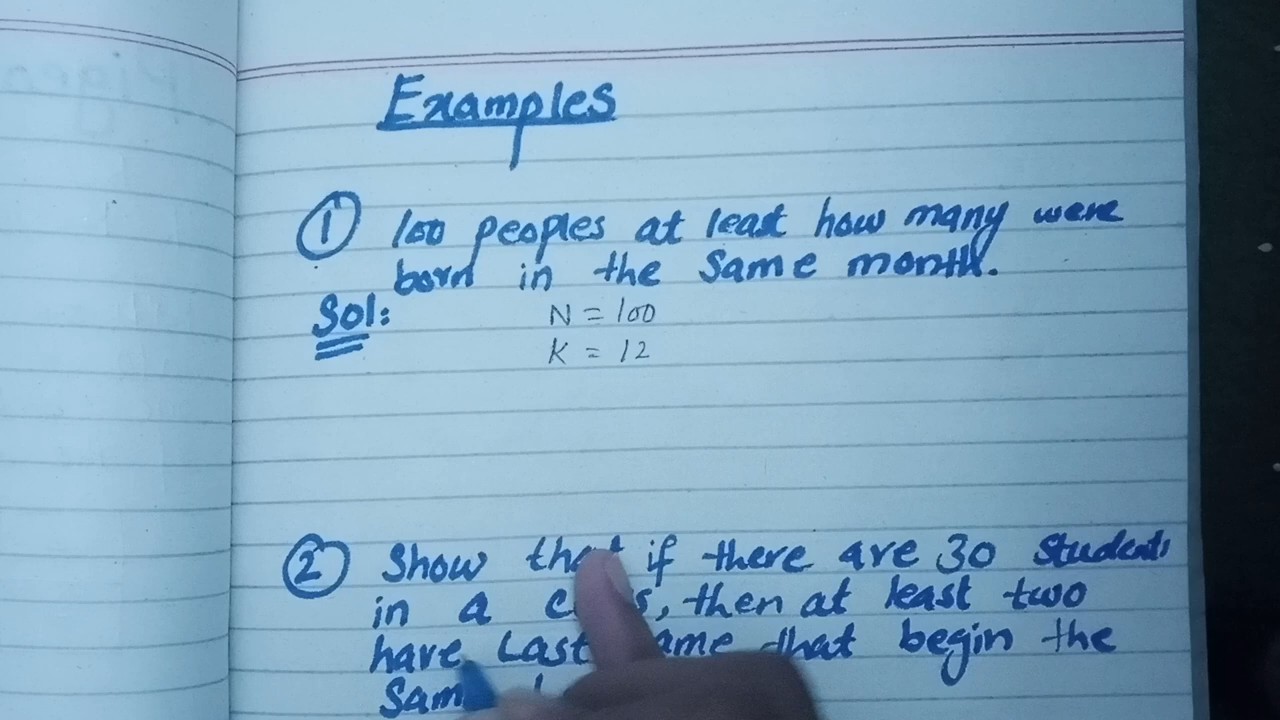 Examples
① 100 peoples at least how many were
born in the same month.
Sol: N = 100
K = 12
② Show that if there are 30 students
in a, then at least two
have Last that begin the